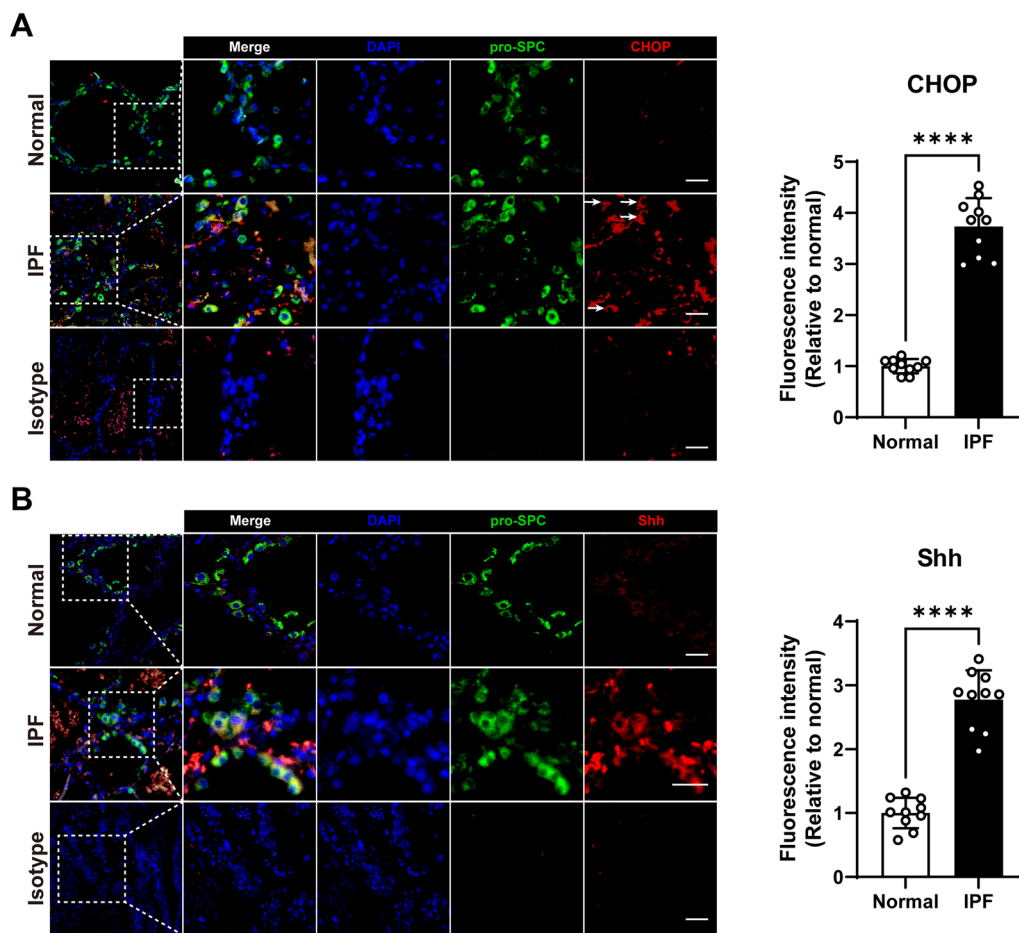 A
Merge DAPI pro-SPC CHOP
Normal
IPF
Isotype
CHOP
****
Fluorescence intensity
(Relative to normal)
5
4
3
2
1
0
Normal IPF
B
Merge DAPI pro-SPC Shh
Normal
IPF
Isotype
Shh
****
Fluorescence intensity
(Relative to normal)
4
3
2
1
0
Normal IPF